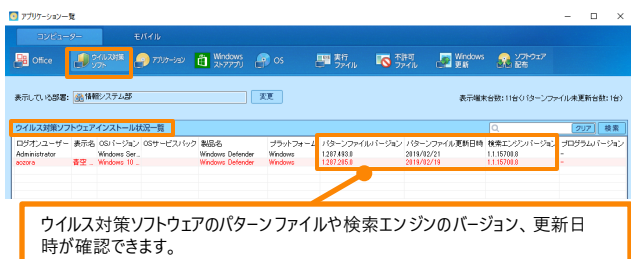 アプリケーション一覧
コンピューター
モバイル
Office
ウイルス対策
ソフト
アプリケーション
Windows
ストアアプリ
OS
実行
ファイル
不許可
ファイル
Windows
更新
ソフトウェア
配布
表示している部署: 情報システム部 変更 表示端末台数:11台(パターンファイル未更新台数:1台)
ウイルス対策ソフトウェアインストール状況一覧 クリア 検索
ログオンユーザー 表示名 OSバージョン OSサービスパック 製品名 プラットフォーム パターンファイルバージョン パターンファイル更新日時 検索エンジンバージョン プログラムバージョン
Administrator Windows Ser... Windows Defender Windows 1.287.493.0 2019/02/21 1.1.15700.8 -
aozora 青空 ... Windows 10 ... Windows Defender Windows 1.287.285.0 2019/02/19 1.1.15700.8 -
ウイルス対策ソフトウェアのパターンファイルや検索エンジンのバージョン、更新日
時が確認できます。